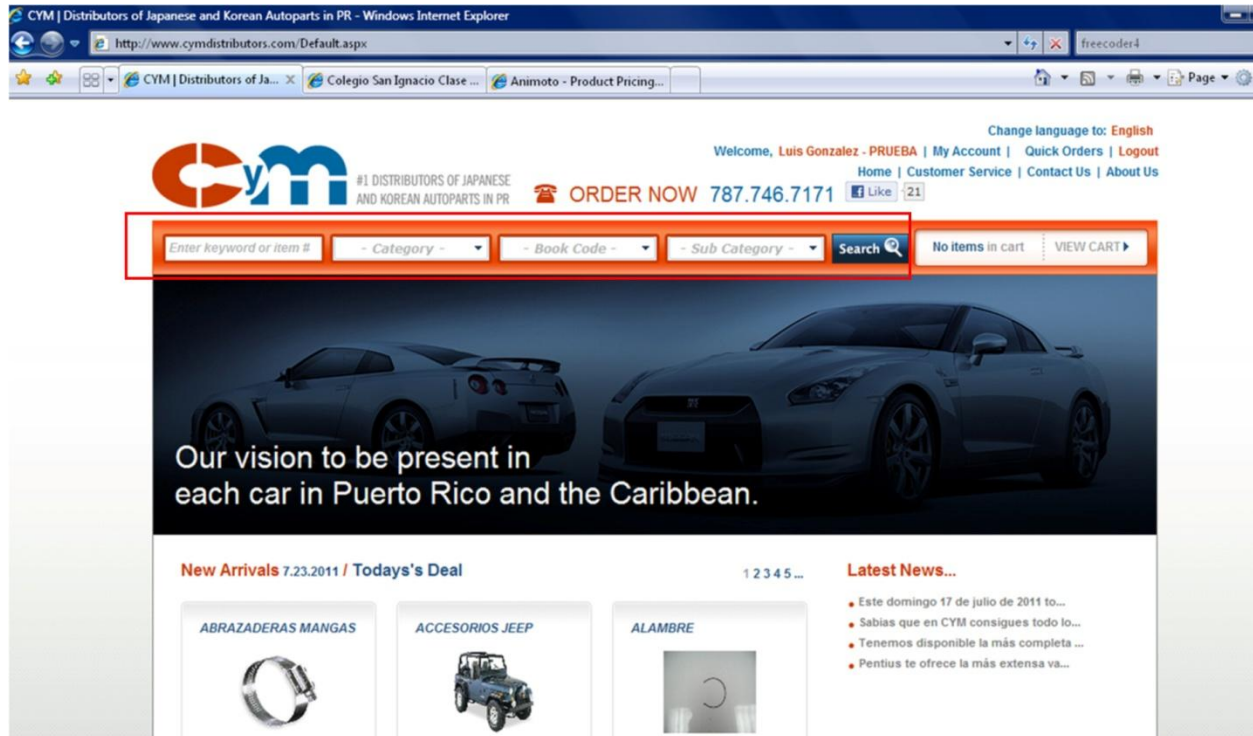 CYM | Distributors of Japanese and Korean Autoparts in PR - Windows Internet Explorer
http://www.cymdistributors.com/Default.aspx
freecoder4
CYM | Distributors of Ja...
Colegio San Ignacio Clase ...
Animoto - Product Pricing...
Page
Change language to: English
Welcome, Luis Gonzalez - PRUEBA | My Account | Quick Orders | Logout
Home | Customer Service | Contact Us | About Us
CyM
#1 DISTRIBUTORS OF JAPANESE
AND KOREAN AUTOPARTS IN PR
ORDER NOW 787.746.7171
Like 21
Enter keyword or item #
- Category -
- Book Code -
- Sub Category -
Search
No items in cart
VIEW CART
Our vision to be present in
each car in Puerto Rico and the Caribbean.
New Arrivals 7.23.2011 / Todays's Deal
1 2 3 4 5 ...
Latest News...
Este domingo 17 de julio de 2011 to...
Sabias que en CYM consigues todo lo...
Tenemos disponible la más completa ...
Pentius te ofrece la más extensa va...
ABRAZADERAS MANGAS
ACCESORIOS JEEP
ALAMBRE